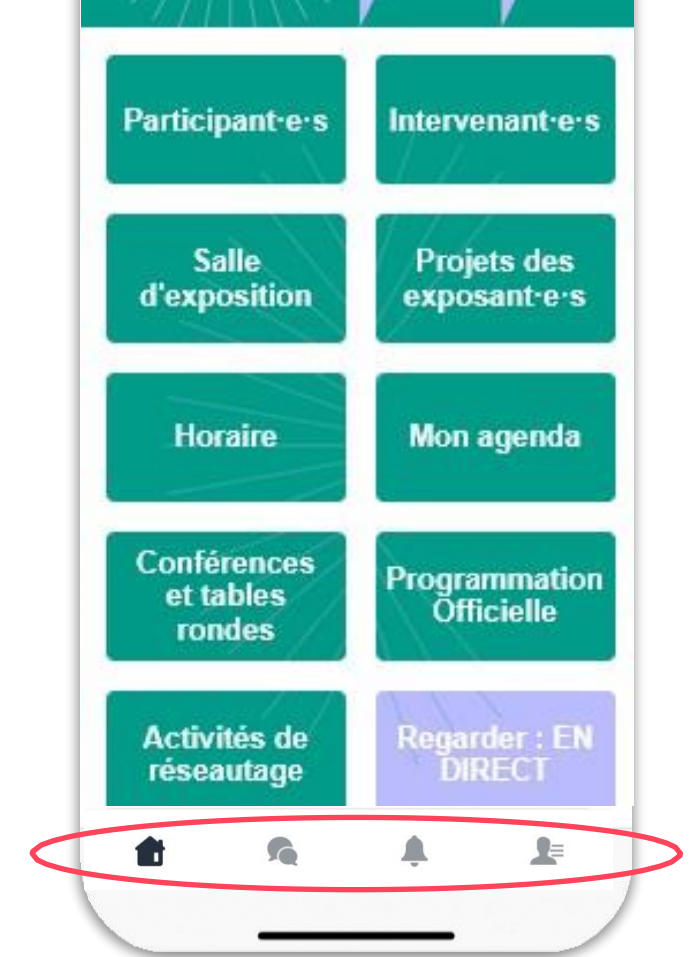 Participant·e·s
Intervenant·e·s
Salle
d'exposition
Projets des
exposant·e·s
Horaire
Mon agenda
Conférences
et tables
rondes
Programmation
Officielle
Activités de
réseautage
Regarder : EN
DIRECT